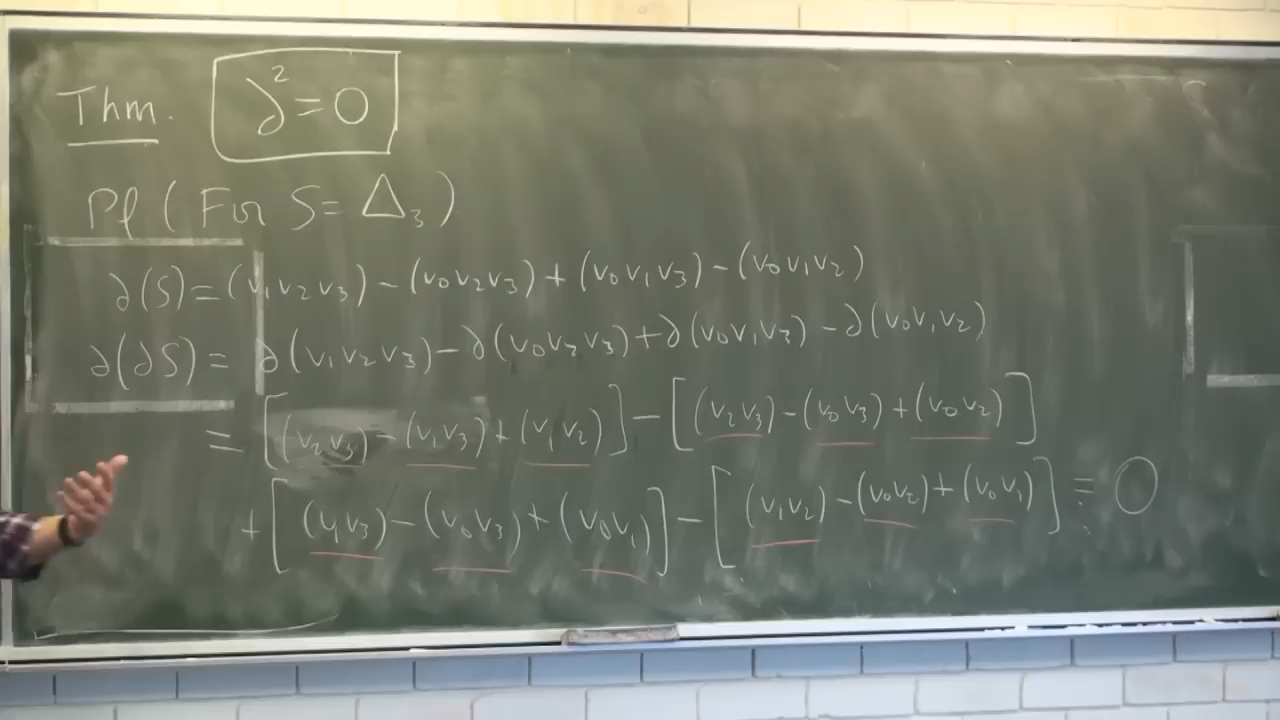 Thm. ∂²=0
Pf (For S= Δ₃)
∂(S)=(v₁v₂v₃)-(v₀v₂v₃)+(v₀v₁v₃)-(v₀v₁v₂)
∂(∂S)= ∂(v₁v₂v₃)-∂(v₀v₂v₃)+∂(v₀v₁v₃)-∂(v₀v₁v₂)
= [(v₂v₃)-(v₁v₃)+(v₁v₂)]-[(v₂v₃)-(v₀v₃)+(v₀v₂)]
+[(v₁v₃)-(v₀v₃)+(v₀v₁)]-[(v₁v₂)-(v₀v₂)+(v₀v₁)]=0